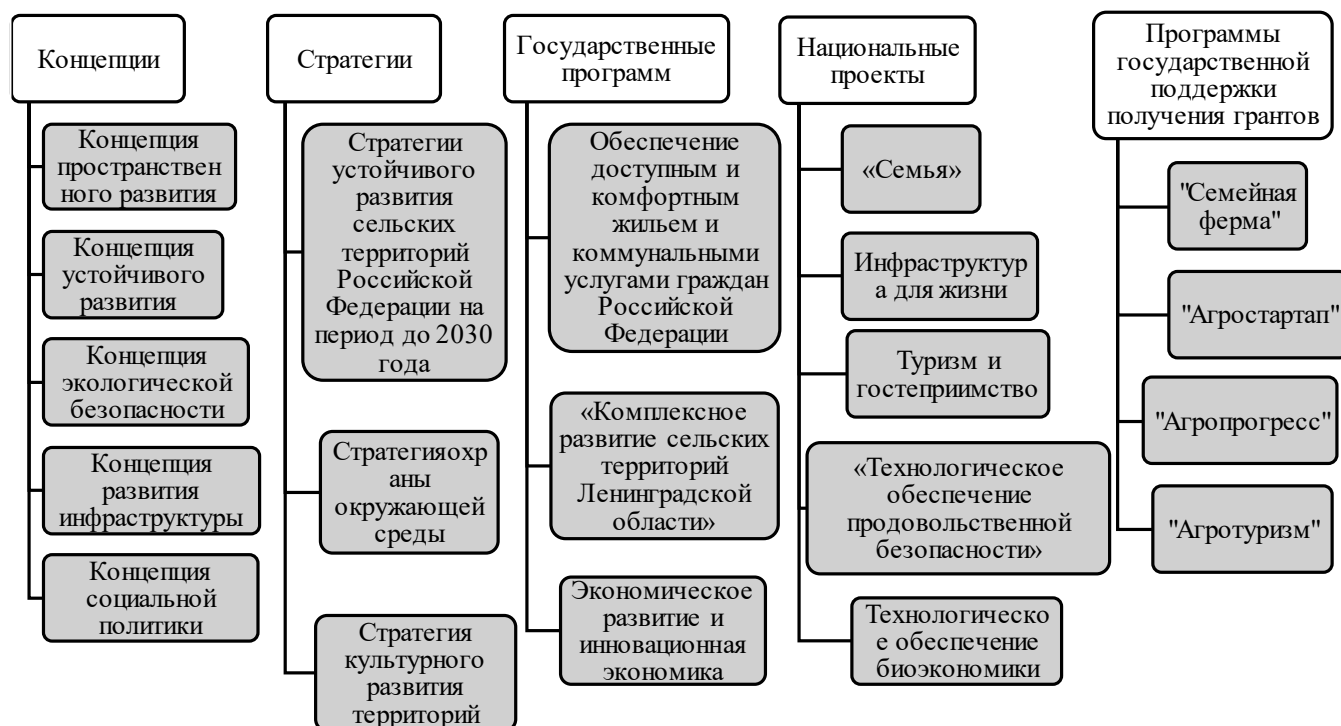 Концепции
Концепция
пространствен
ного развития
Концепция
устойчивого
развития
Концепция
экологической
безопасности
Концепция
развития
инфраструктуры
Концепция
социальной
политики
Стратегии
Стратегии
устойчивого
развития
сельских
территорий
Российской
Федерации на
период до 2030
года
Стратегияохр
аны
окружающей
среды
Стратегия
культурного
развития
территорий
Государственные
программ
Обеспечение
доступным и
комфортным
жильем и
коммунальными
услугами граждан
Российской
Федерации
«Комплексное
развитие сельских
территорий
Ленинградской
области»
Экономическое
развитие и
инновационная
экономика
Национальные
проекты
«Семья»
Инфраструктур
а для жизни
Туризм и
гостеприимство
«Технологическое
обеспечение
продовольственной
безопасности»
Технологическо
е обеспечение
биоэкономики
Программы
государственной
поддержки
получения грантов
"Семейная
ферма"
"Агростартап"
"Агропрогресс"
"Агротуризм"